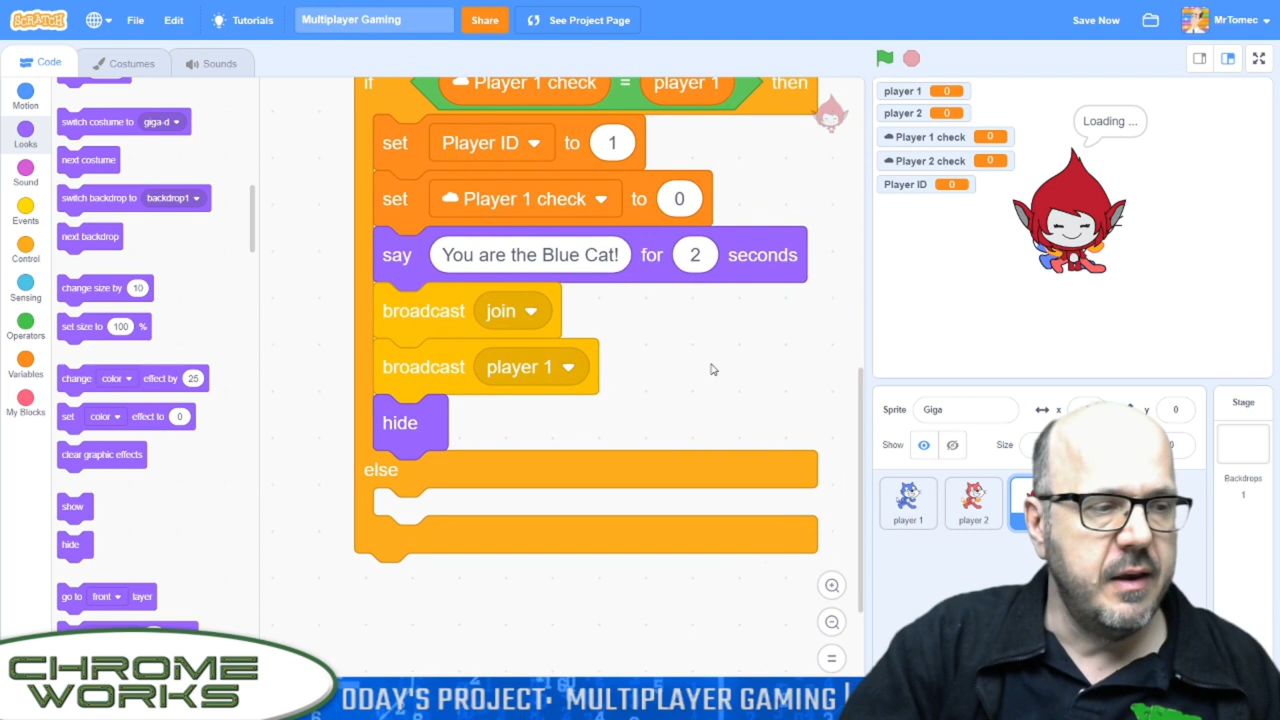 SCRATCH
File
Edit
Tutorials
Multiplayer Gaming
Share
See Project Page
Save Now
MrTomec
Code
Costumes
Sounds
Motion
Looks
Sound
Events
Control
Sensing
Operators
Variables
My Blocks
switch costume to giga-d
next costume
switch backdrop to backdrop1
next backdrop
change size by 10
set size to 100 %
change color effect by 25
set color effect to 0
clear graphic effects
show
hide
go to front layer
if Player 1 check = player 1 then
set Player ID to 1
set Player 1 check to 0
say You are the Blue Cat! for 2 seconds
broadcast join
broadcast player 1
hide
else
player 1 0
player 2 0
Player 1 check 0
Player 2 check 0
Player ID 0
Loading ...
Sprite Giga x 0
Show Size
player 1
player 2
Stage
Backdrops
1
CHROME
WORKS
ODAY'S PROJECT: MULTIPLAYER GAMING |